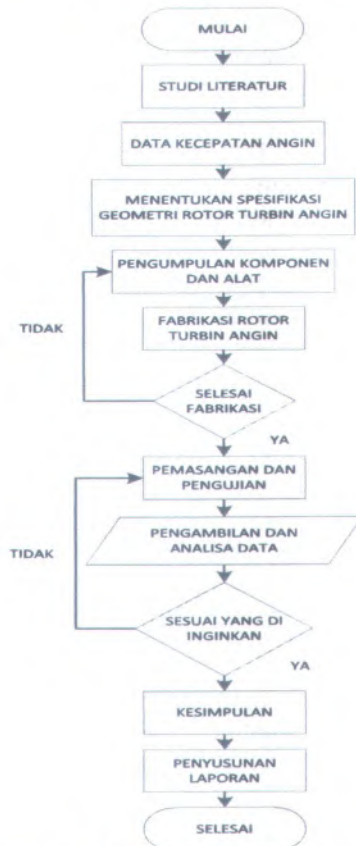 MULAI
STUDI LITERATUR
DATA KECEPATAN ANGIN
MENENTUKAN SPESIFIKASI
GEOMETRI ROTOR TURBIN ANGIN
PENGUMPULAN KOMPONEN
DAN ALAT
TIDAK
FABRIKASI ROTOR
TURBIN ANGIN
SELESAI
FABRIKASI
YA
PEMASANGAN DAN
PENGUJIAN
TIDAK
PENGAMBILAN DAN
ANALISA DATA
SESUAI YANG DI
INGINKAN
YA
KESIMPULAN
PENYUSUNAN
LAPORAN
SELESAI